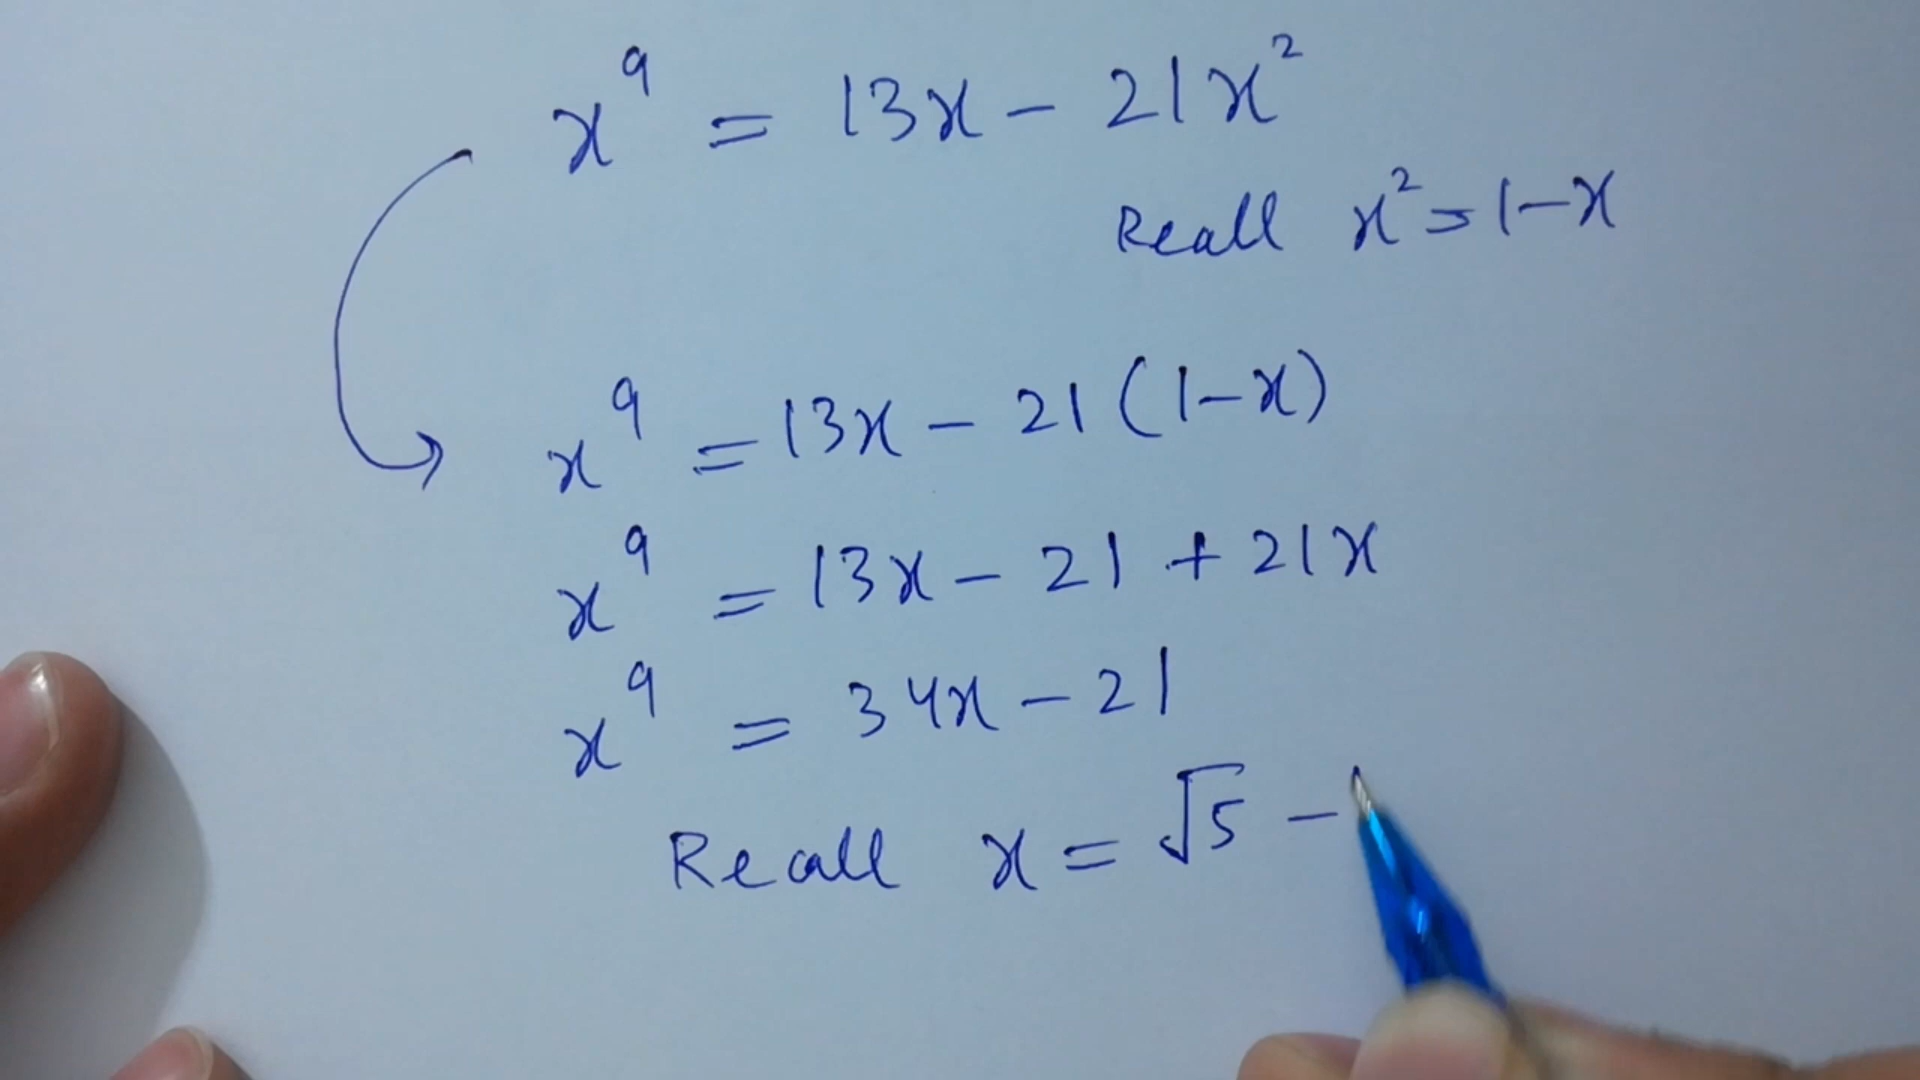 x⁹ = 13x - 21x²
Recall x² = 1-x
x⁹ = 13x - 21(1-x)
x⁹ = 13x - 21 + 21x
x⁹ = 34x - 21
Recall x = √5 -